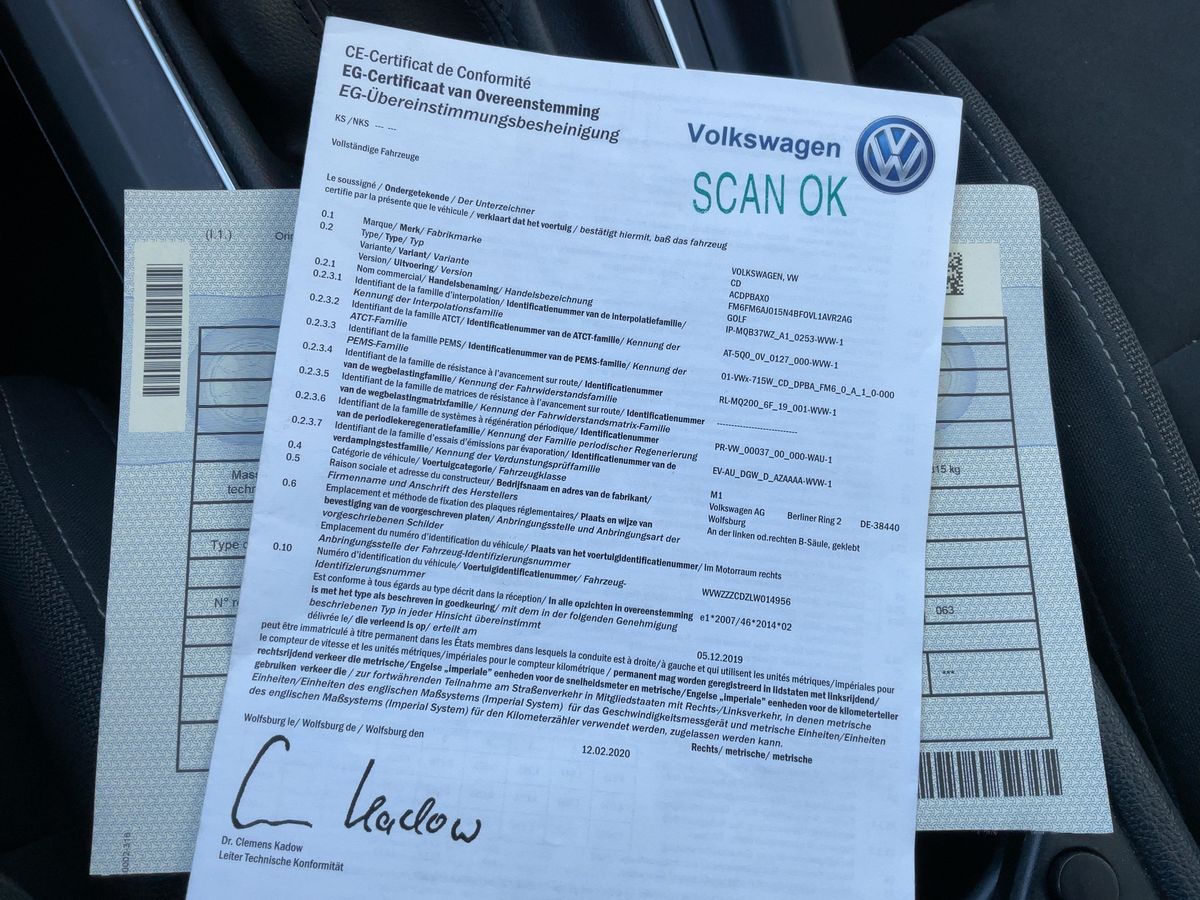 CE-Certificat de Conformité
EG-Certificaat van Overeenstemming
EG-Übereinstimmungsbesheinigung
KS /NKS --- ---
Vollständige Fahrzeuge
Volkswagen
SCAN OK
Le soussigné / Ondergetekende / Der Unterzeichner
certifie par la présente que le véhicule / verklaart dat het voertuig / bestätigt hiermit, baß das fahrzeug
0.1 Marque/ Merk/ Fabrikmarke VOLKSWAGEN, VW
0.2 Type/ Type/ Typ CD
Variante/ Variant/ Variante ACDPBAX0
Version/ Uitvoering/ Version FM6FM6AJ015N4BFOVL1AVR2AG
0.2.1 Nom commercial/ Handelsbenaming/ Handelsbezeichnung GOLF
0.2.3.1 Identifiant de la famille d'interpolation/ Identificatienummer van de interpolatiefamilie/ IP-MQB37WZ_A1_0253-WVW-1
Kennung der Interpolationsfamilie
0.2.3.2 Identifiant de la famille ATCT/ Identificatienummer van de ATCT-familie/ Kennung der AT-5Q0_0V_0127_000-WVW-1
ATCT-Familie
0.2.3.3 Identifiant de la famille PEMS/ Identificatienummer van de PEMS-familie/ Kennung der 01-VWx-715W_CD_DPBA_FM6_0_A_1_0-000
PEMS-Familie
0.2.3.4 Identifiant de la famille de résistance à l'avancement sur route/ Identificatienummer RL-MQ200_6F_19_001-WVW-1
van de wegbelastingfamilie/ Kennung der Fahrwiderstandsfamilie
0.2.3.5 Identifiant de la famille de matrices de résistance à l'avancement sur route/ Identificatienummer --------------------------
van de wegbelastingmatrixfamilie/ Kennung der Fahrwiderstandsmatrix-Familie
0.2.3.6 Identifiant de la famille de systèmes à régénération périodique/ Identificatienummer PR-VW_00037_00_000-WAU-1
van de periodiekeregeneratiefamilie/ Kennung der Familie periodischer Regenerierung
0.2.3.7 Identifiant de la famille d'essais d'émissions par évaporation/ Identificatienummer van de EV-AU_DGW_D_AZAAAA-WVW-1
verdampingstestfamilie/ Kennung der Verdunstungsprüffamilie
0.4 Catégorie de véhicule/ Voertuigcategorie/ Fahrzeugklasse M1
0.5 Raison sociale et adresse du constructeur/ Bedrijfsnaam en adres van de fabrikant/ Volkswagen AG Berliner Ring 2 DE-38440
Firmenname und Anschrift des Herstellers Wolfsburg
0.6 Emplacement et méthode de fixation des plaques réglementaires/ Plaats en wijze van An der linken od.rechten B-Säule, geklebt
bevestiging van de voorgeschreven platen/ Anbringungsstelle und Anbringungsart der
vorgeschriebenen Schilder
Emplacement du numéro d'identification du véhicule/ Plaats van het voertuigidentificatienummer/ Im Motorraum rechts
Anbringungsstelle der Fahrzeug-Identifizierungsnummer
0.10 Numéro d'identification du véhicule/ Voertuigidentificatienummer/ Fahrzeug- WVWZZZCDZLW014956
Identifizierungsnummer
Est conforme à tous égards au type décrit dans la réception/ In alle opzichten in overeenstemming e1*2007/46*2014*02
is met het type als beschreven in goedkeuring/ mit dem in der folgenden Genehmigung
beschriebenen Typ in jeder Hinsicht übereinstimmt
délivrée le/ die verleend is op/ erteilt am 05.12.2019
peut être immatriculé à titre permanent dans les États membres dans lesquels la conduite est à droite/à gauche et qui utilisent les unités métriques/impériales pour
le compteur de vitesse et les unités métriques/impériales pour le compteur kilométrique / permanent mag worden geregistreerd in lidstaten met linksrijdend/
rechtsrijdend verkeer die metrische/Engelse „imperiale” eenheden voor de snelheidsmeter en metrische/Engelse „imperiale” eenheden voor de kilometerteller
gebruiken verkeer die / zur fortwährenden Teilnahme am Straßenverkehr in Mitgliedstaaten mit Rechts-/Linksverkehr, in denen metrische
Einheiten/Einheiten des englischen Maßsystems (Imperial System) für das Geschwindigkeitsmessgerät und metrische Einheiten/Einheiten
des englischen Maßsystems (Imperial System) für den Kilometerzähler verwendet werden, zugelassen werden kann.
Rechts/ metrische/ metrische
Wolfsburg le/ Wolfsburg de / Wolfsburg den 12.02.2020
Kadow
Dr. Clemens Kadow
Leiter Technische Konformität
(I.1.)
Mass
techn
Type
N° r
kg
063
***